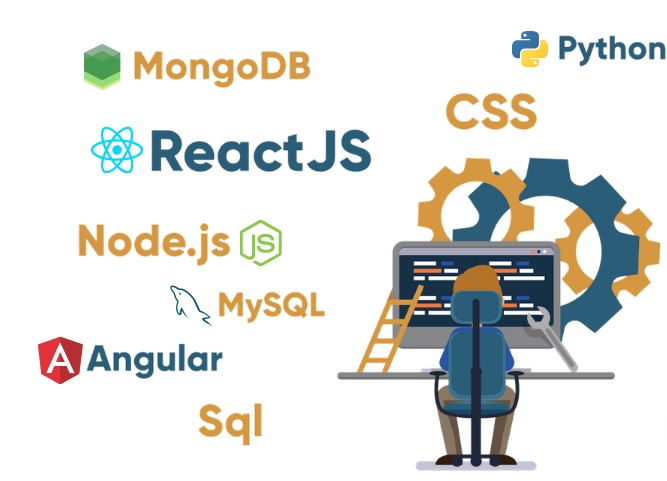 Python
MongoDB
CSS
ReactJS
Node.js JS
MySQL
A Angular
Sql